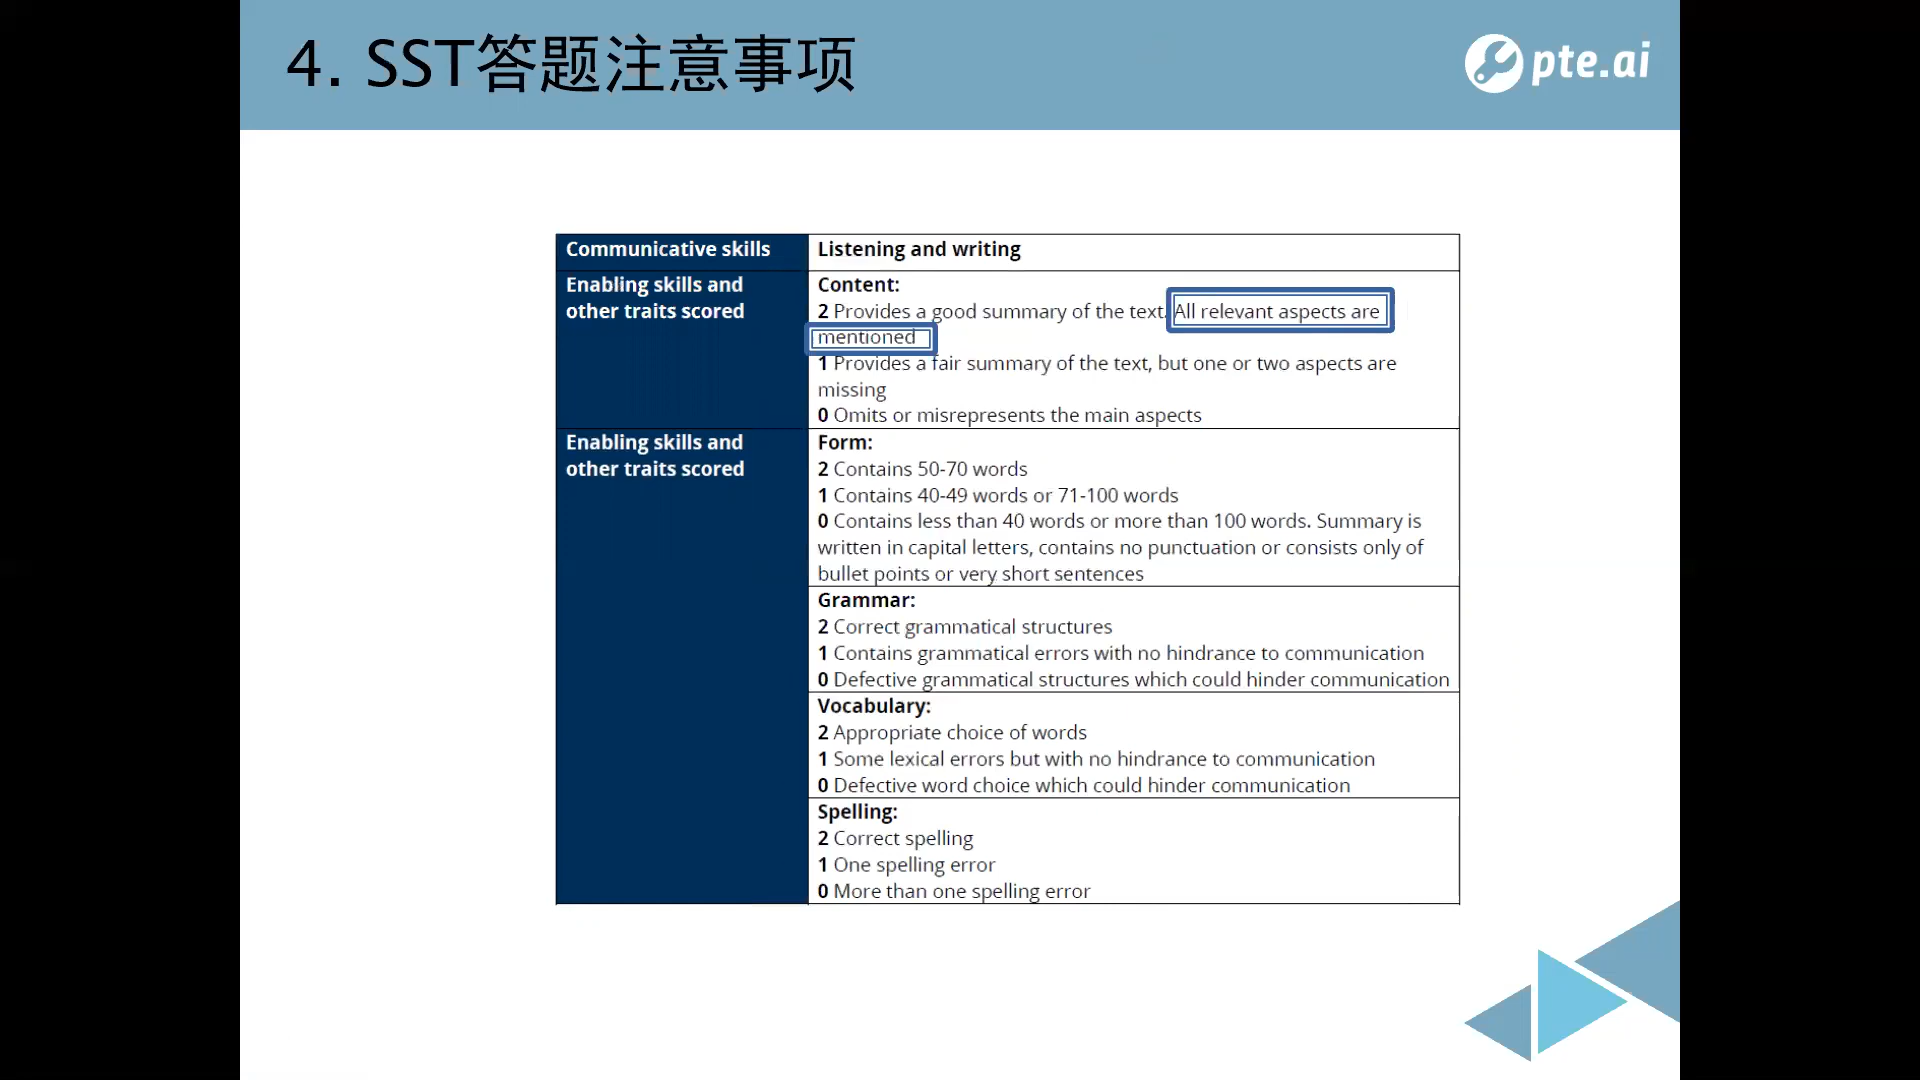 4. SST答题注意事项
pte.ai
Communicative skills
Listening and writing
Enabling skills and
other traits scored
Content:
2 Provides a good summary of the text. All relevant aspects are
mentioned
1 Provides a fair summary of the text, but one or two aspects are
missing
0 Omits or misrepresents the main aspects
Enabling skills and
other traits scored
Form:
2 Contains 50-70 words
1 Contains 40-49 words or 71-100 words
0 Contains less than 40 words or more than 100 words. Summary is
written in capital letters, contains no punctuation or consists only of
bullet points or very short sentences
Grammar:
2 Correct grammatical structures
1 Contains grammatical errors with no hindrance to communication
0 Defective grammatical structures which could hinder communication
Vocabulary:
2 Appropriate choice of words
1 Some lexical errors but with no hindrance to communication
0 Defective word choice which could hinder communication
Spelling:
2 Correct spelling
1 One spelling error
0 More than one spelling error